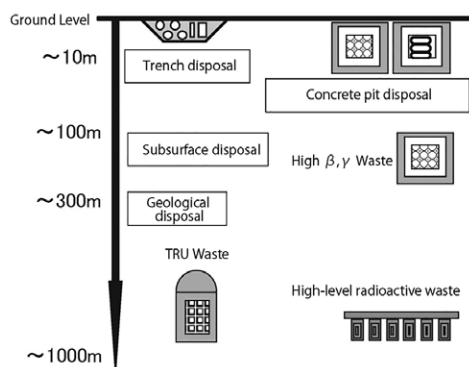 Ground Level
~10m
Trench disposal
Concrete pit disposal
~100m
Subsurface disposal
High β,γ Waste
~300m
Geological
disposal
TRU Waste
High-level radioactive waste
~1000m